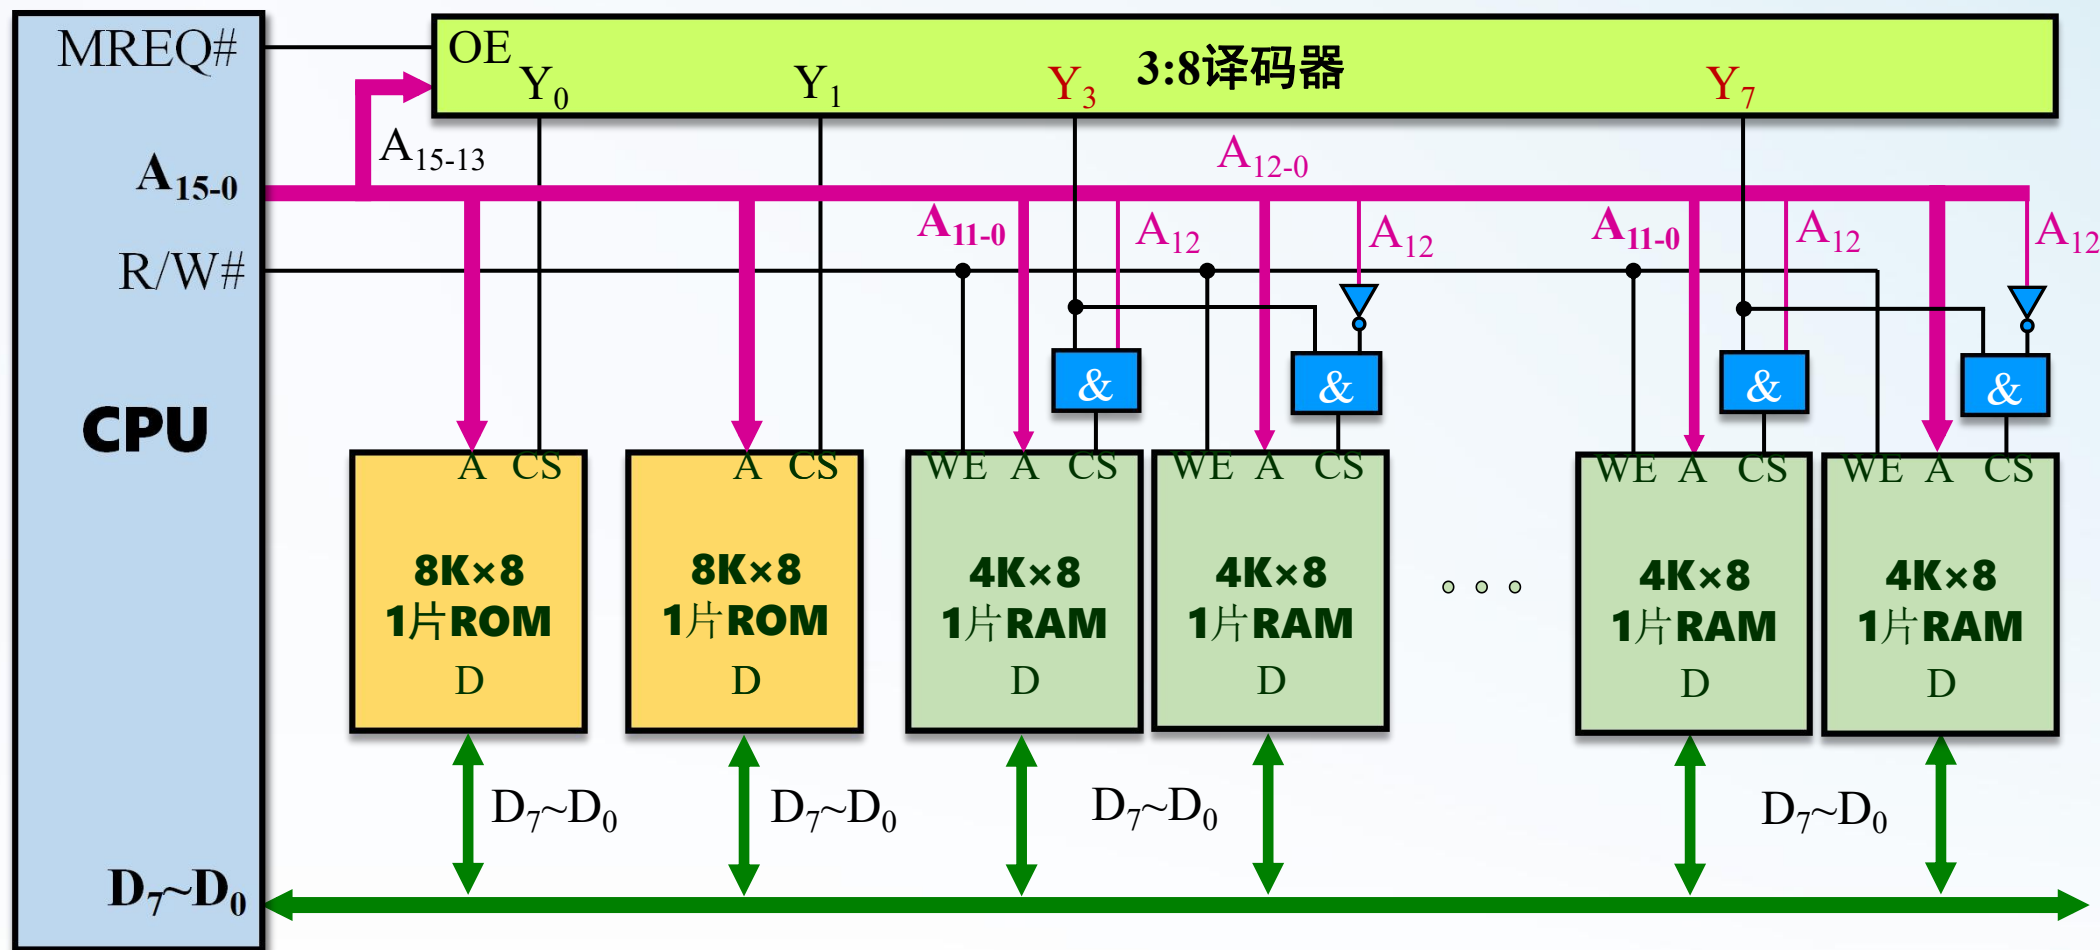 MREQ#
A15-0
R/W#
CPU
D7~D0
OE
Y0
Y1
Y3
3:8译码器
Y7
A15-13
A12-0
A11-0
A12
A12
A11-0
A12
A12
&
&
&
&
A CS
8K×8
1片ROM
D
A CS
8K×8
1片ROM
D
WE A CS
4K×8
1片RAM
D
WE A CS
4K×8
1片RAM
D
WE A CS
4K×8
1片RAM
D
WE A CS
4K×8
1片RAM
D
D7~D0
D7~D0
D7~D0
D7~D0